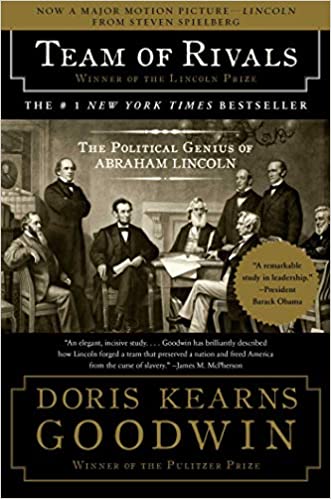 NOW A MAJOR MOTION PICTURE—LINCOLN
FROM STEVEN SPIELBERG
TEAM OF RIVALS
WINNER OF THE LINCOLN PRIZE
THE #1 NEW YORK TIMES BESTSELLER
THE POLITICAL GENIUS OF
ABRAHAM LINCOLN
"A remarkable
study in leadership."
—President
Barack Obama
"An elegant, incisive study. . . . Goodwin has brilliantly described
how Lincoln forged a team that preserved a nation and freed America
from the curse of slavery." —James M. McPherson
DORIS KEARNS
GOODWIN
WINNER OF THE PULITZER PRIZE